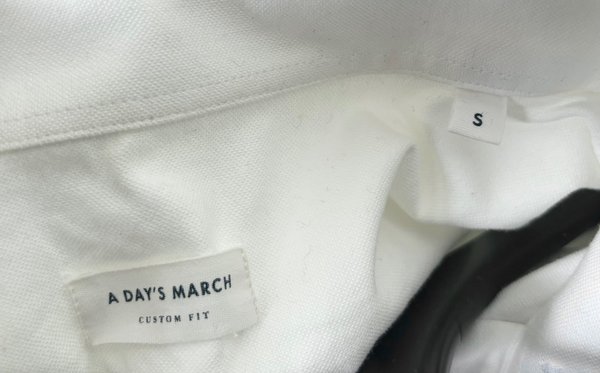 S
A DAY'S MARCH
CUSTOM FIT